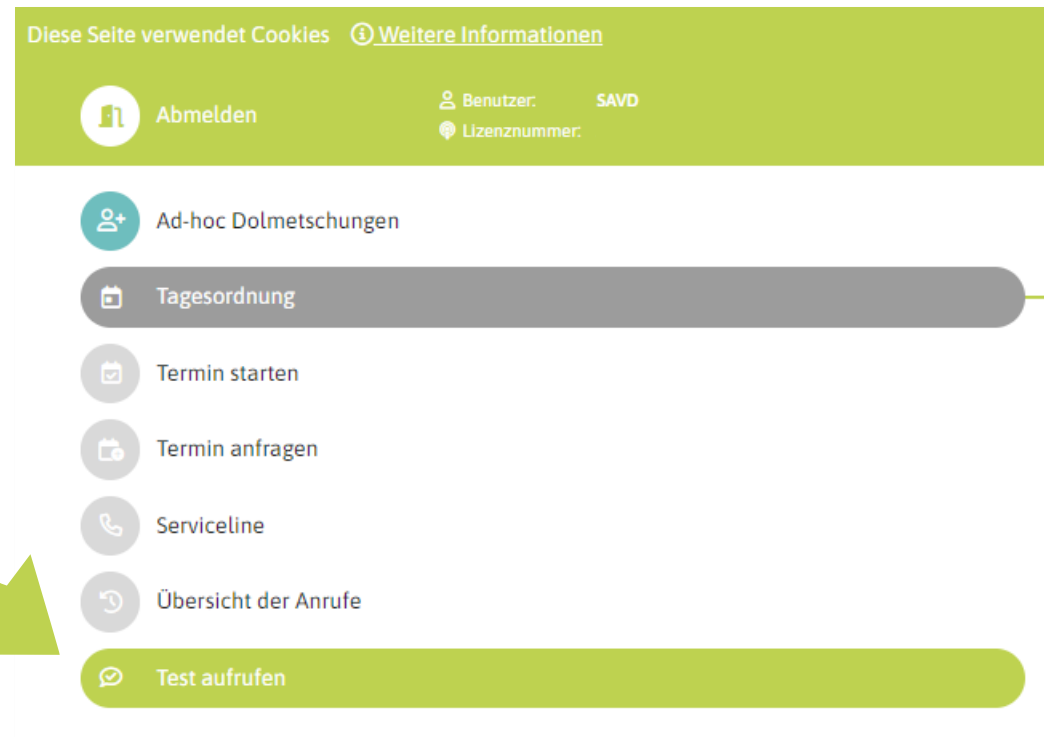 Diese Seite verwendet Cookies Weitere Informationen
Abmelden
Benutzer: SAVD
Lizenznummer:
Ad-hoc Dolmetschungen
Tagesordnung
Termin starten
Termin anfragen
Serviceline
Übersicht der Anrufe
Test aufrufen